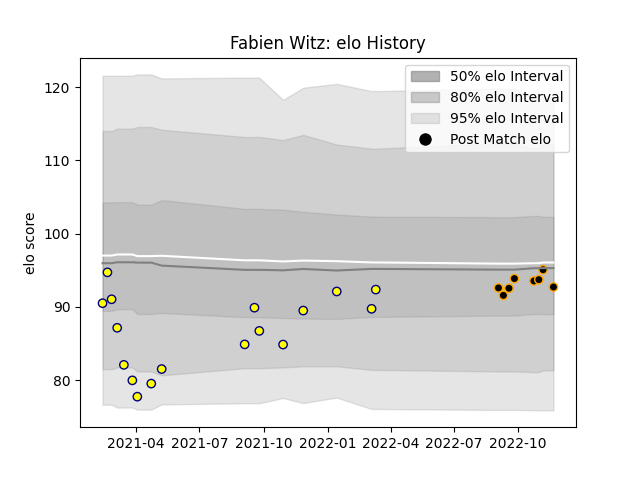 Fabien Witz: elo History
50% elo Interval
80% elo Interval
95% elo Interval
Post Match elo
elo score
120
110
100
90
80
2021-04 2021-07 2021-10 2022-01 2022-04 2022-07 2022-10